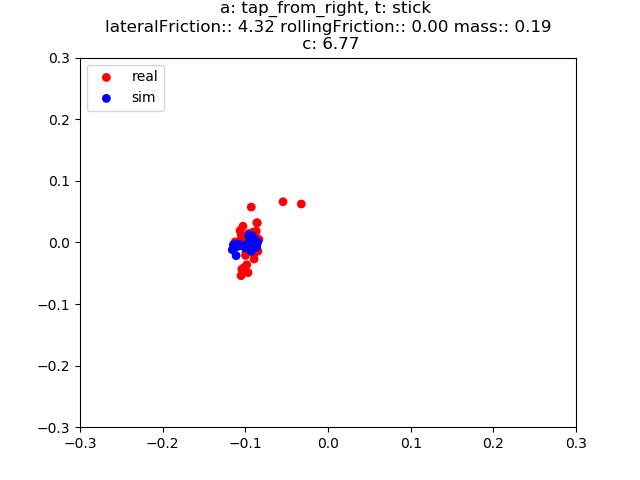 a: tap_from_right, t: stick
lateralFriction:: 4.32 rollingFriction:: 0.00 mass:: 0.19
c: 6.77
real
sim
0.3
0.2
0.1
0.0
−0.1
−0.2
−0.3
−0.3
−0.2
−0.1
0.0
0.1
0.2
0.3